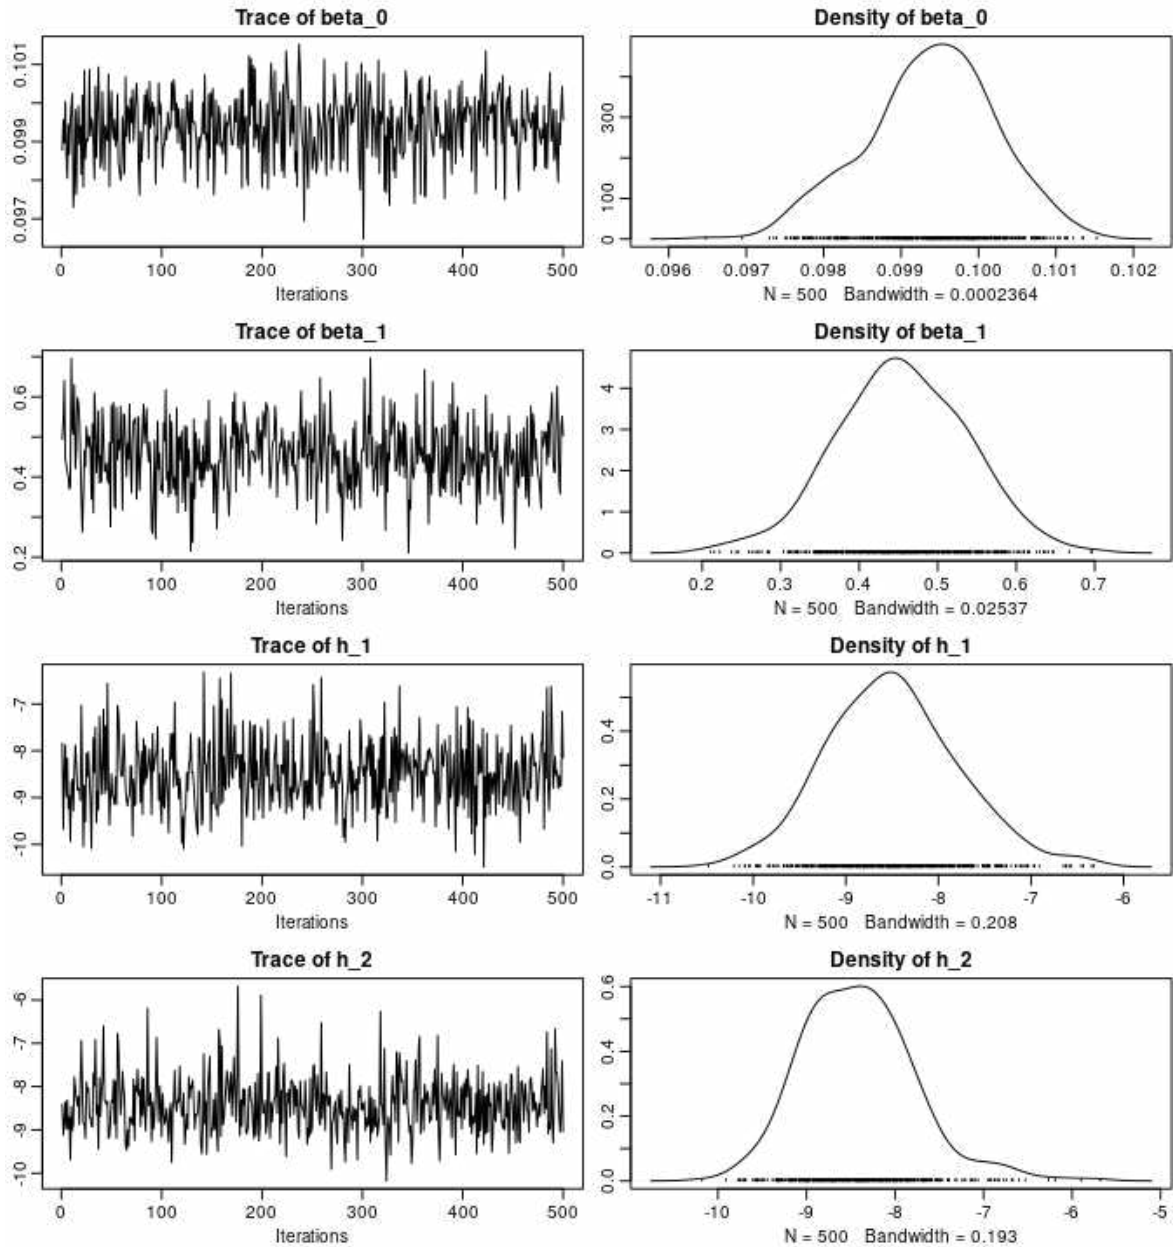 Trace of beta_0
0.097 0.099 0.101
0 100 200 300 400 500
Iterations
Density of beta_0
0 100 300
0.096 0.097 0.098 0.099 0.100 0.101 0.102
N = 500 Bandwidth = 0.0002364
Trace of beta_1
0.2 0.4 0.6
0 100 200 300 400 500
Iterations
Density of beta_1
0 1 2 3 4
0.2 0.3 0.4 0.5 0.6 0.7
N = 500 Bandwidth = 0.02537
Trace of h_1
-10 -9 -8 -7
0 100 200 300 400 500
Iterations
Density of h_1
0.0 0.2 0.4
-11 -10 -9 -8 -7 -6
N = 500 Bandwidth = 0.208
Trace of h_2
-10 -9 -8 -7 -6
0 100 200 300 400 500
Iterations
Density of h_2
0.0 0.2 0.4 0.6
-10 -9 -8 -7 -6 -5
N = 500 Bandwidth = 0.193